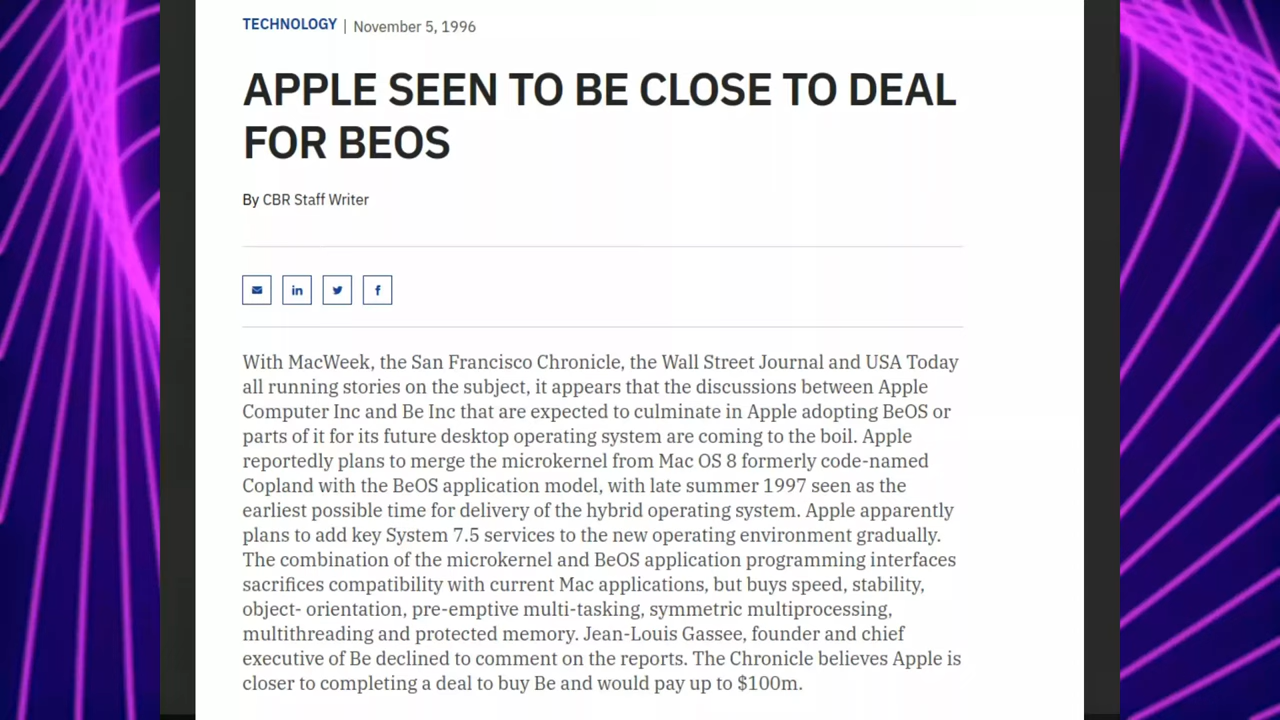 TECHNOLOGY | November 5, 1996
APPLE SEEN TO BE CLOSE TO DEAL
FOR BEOS
By CBR Staff Writer
in f
With MacWeek, the San Francisco Chronicle, the Wall Street Journal and USA Today
all running stories on the subject, it appears that the discussions between Apple
Computer Inc and Be Inc that are expected to culminate in Apple adopting BeOS or
parts of it for its future desktop operating system are coming to the boil. Apple
reportedly plans to merge the microkernel from Mac OS 8 formerly code-named
Copland with the BeOS application model, with late summer 1997 seen as the
earliest possible time for delivery of the hybrid operating system. Apple apparently
plans to add key System 7.5 services to the new operating environment gradually.
The combination of the microkernel and BeOS application programming interfaces
sacrifices compatibility with current Mac applications, but buys speed, stability,
object- orientation, pre-emptive multi-tasking, symmetric multiprocessing,
multithreading and protected memory. Jean-Louis Gassee, founder and chief
executive of Be declined to comment on the reports. The Chronicle believes Apple is
closer to completing a deal to buy Be and would pay up to $100m.